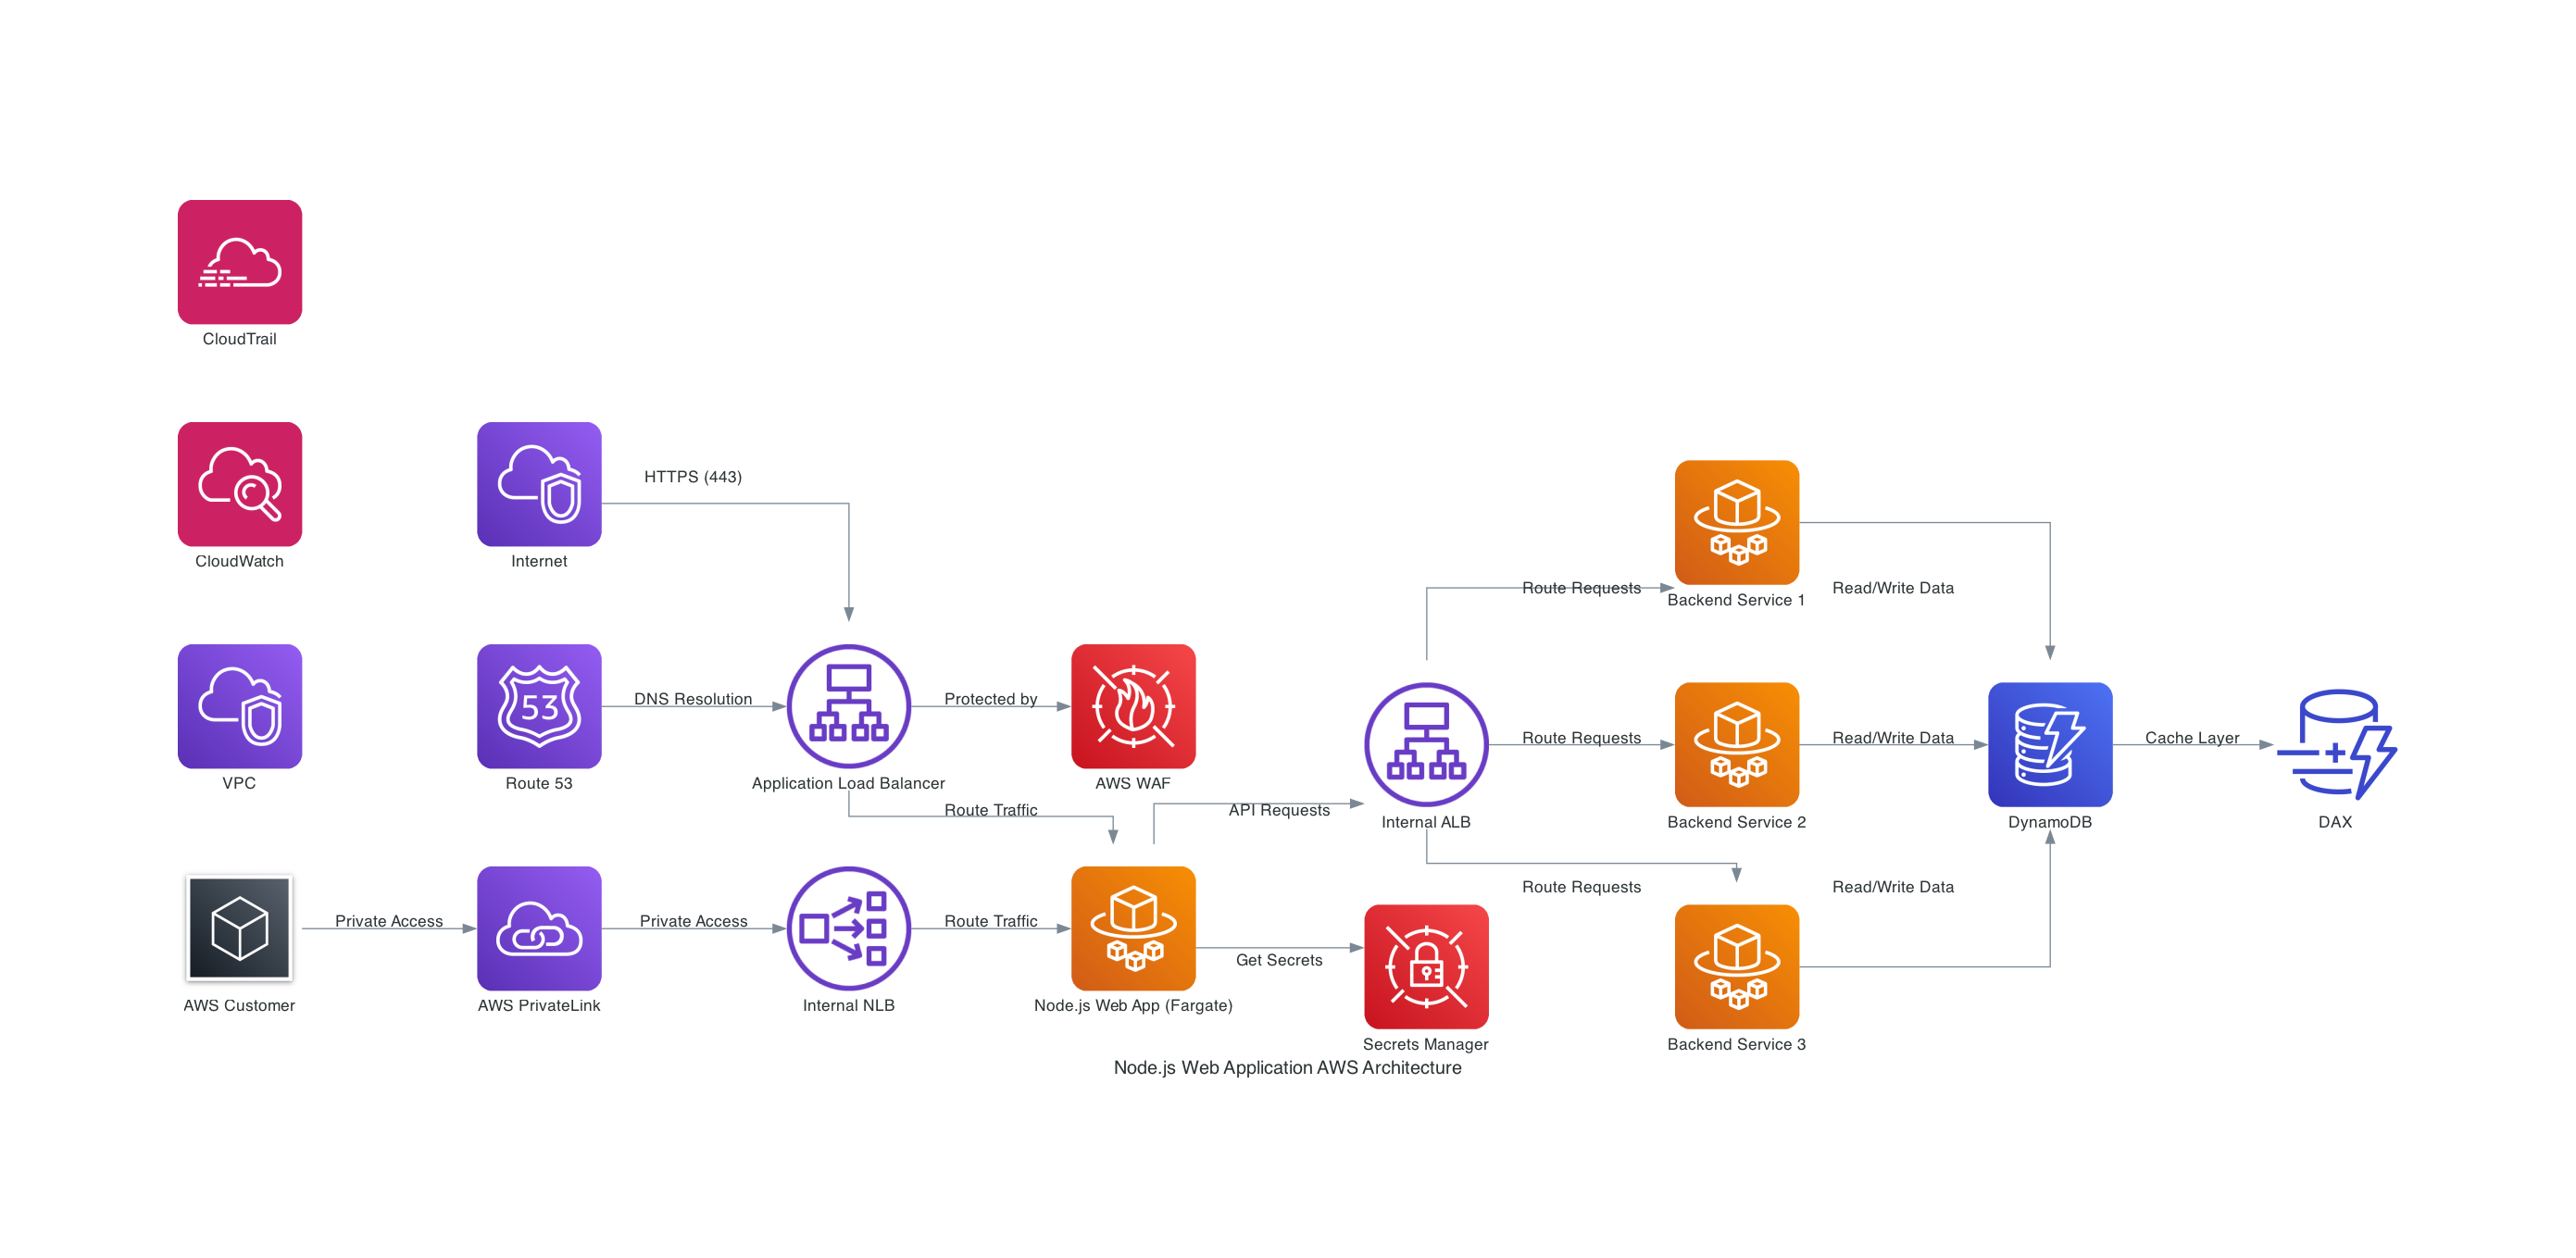 CloudTrail
CloudWatch
Internet
HTTPS (443)
Route Requests
Backend Service 1
Read/Write Data
VPC
53
Route 53
DNS Resolution
Application Load Balancer
Protected by
AWS WAF
Route Traffic
API Requests
Internal ALB
Route Requests
Backend Service 2
Read/Write Data
DynamoDB
Cache Layer
DAX
Route Requests
Read/Write Data
AWS Customer
Private Access
AWS PrivateLink
Private Access
Internal NLB
Route Traffic
Node.js Web App (Fargate)
Get Secrets
Secrets Manager
Backend Service 3
Node.js Web Application AWS Architecture